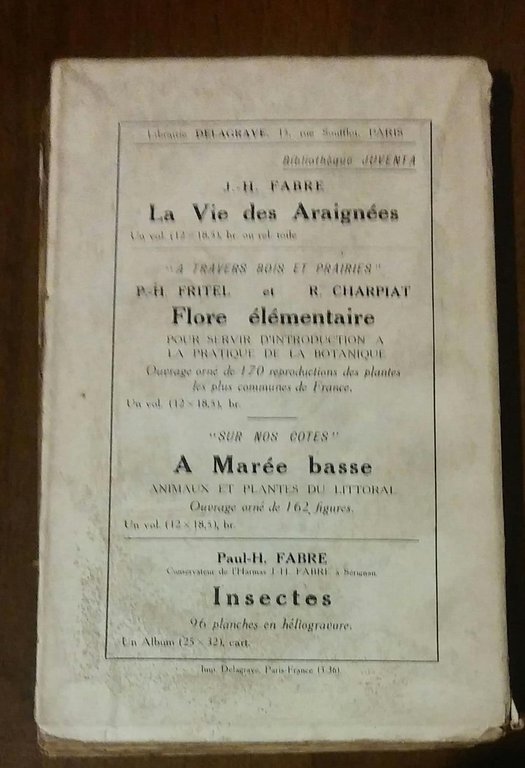 Librairie DELAGRAVE, 15, rue Soufflot, PARIS
Bibliothèque JUVENTA
J.-H. FABRE
La Vie des Araignées
Un vol. (12 × 18,5), br. ou rel. toile
"A TRAVERS BOIS ET PRAIRIES"
P.-H. FRITEL et R. CHARPIAT
Flore élémentaire
POUR SERVIR D'INTRODUCTION A
LA PRATIQUE DE LA BOTANIQUE
Ouvrage orné de 170 reproductions des plantes
les plus communes de France.
Un vol. (12 × 18,5), br.
"SUR NOS COTES"
A Marée basse
ANIMAUX ET PLANTES DU LITTORAL
Ouvrage orné de 162 figures.
Un vol. (12 × 18,5), br.
Paul-H. FABRE
Conservateur de l'Harmas J.-H. FABRE à Sérignan
Insectes
96 planches en héliogravure.
Un Album (25 × 32), cart.
Imp. Delagrave, Paris-France (3-36)